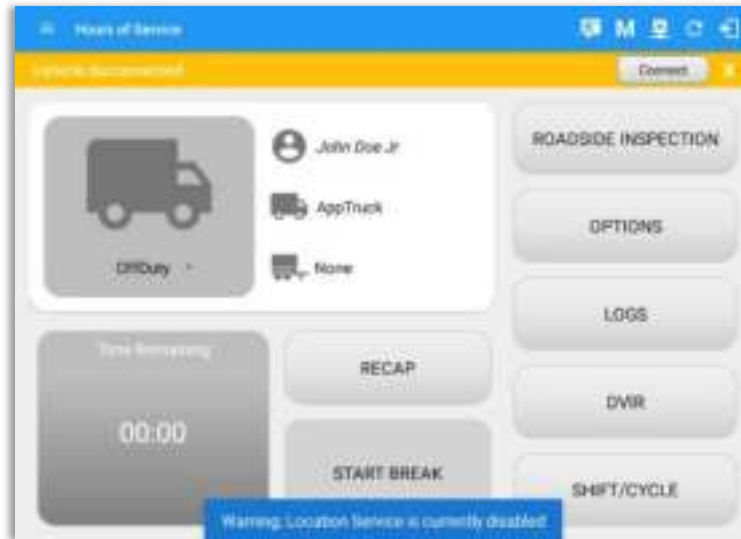 Hours of Service
M
Vehicle disconnected
Connect
X
John Doe Jr
AppTruck
OffDuty
None
ROADSIDE INSPECTION
OPTIONS
LOGS
DVIR
SHIFT/CYCLE
Time Remaining
00:00
RECAP
START BREAK
Warning: Location Service is currently disabled